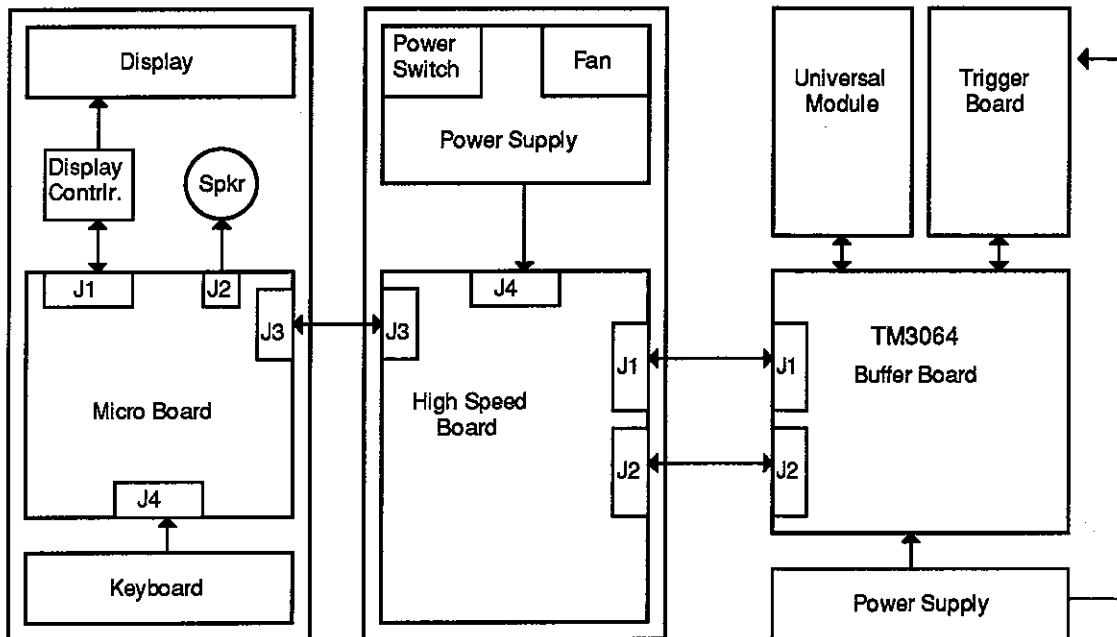 Display
Display
Contrlr.
Spkr
J1
J2
J3
Micro Board
J4
Keyboard
Power
Switch
Fan
Power Supply
J4
J3
J1
High Speed
Board
J2
Universal
Module
Trigger
Board
TM3064
Buffer Board
J1
J2
Power Supply